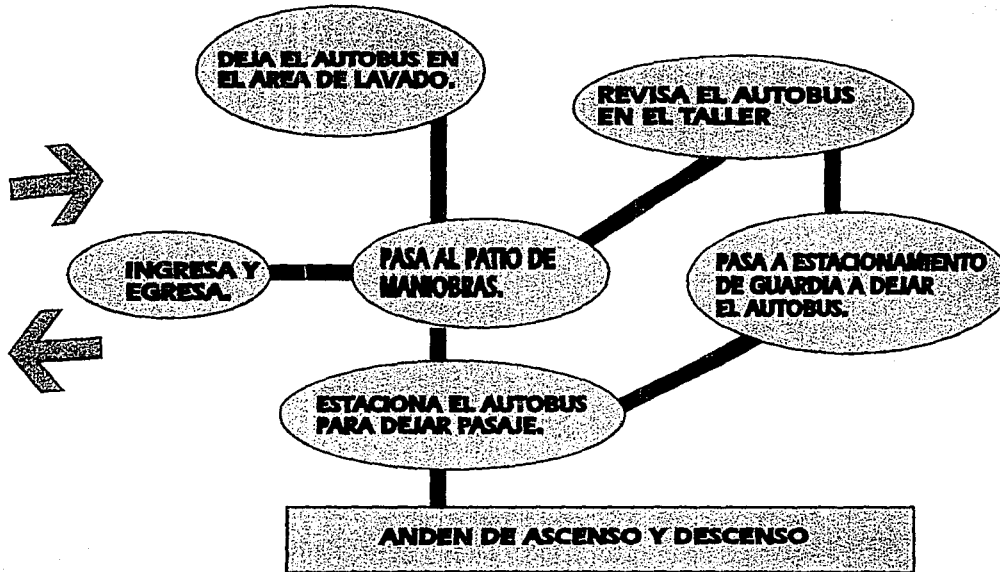 DEJA EL AUTOBUS EN
EL AREA DE LAVADO.
REVISA EL AUTOBUS
EN EL TALLER
INGRESA Y
EGRESA.
PASA AL PATIO DE
MANIOBRAS.
PASA A ESTACIONAMIENTO
DE GUARDIA A DEJAR
EL AUTOBUS.
ESTACIONA EL AUTOBUS
PARA DEJAR PASAJE.
ANDEN DE ASCENSO Y DESCENSO